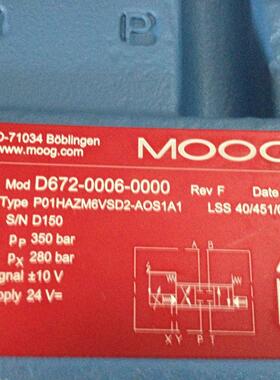 D-71034 Böblingen
www.moog.com
MOOG
Mod D672-0006-0000 Rev F Date
Type P01HAZM6VSD2-AOS1A1 LSS 40/451/0
S/N D150
pP 350 bar
pX 280 bar
gnal ±10 V
pply 24 V=
A B
X Y P T